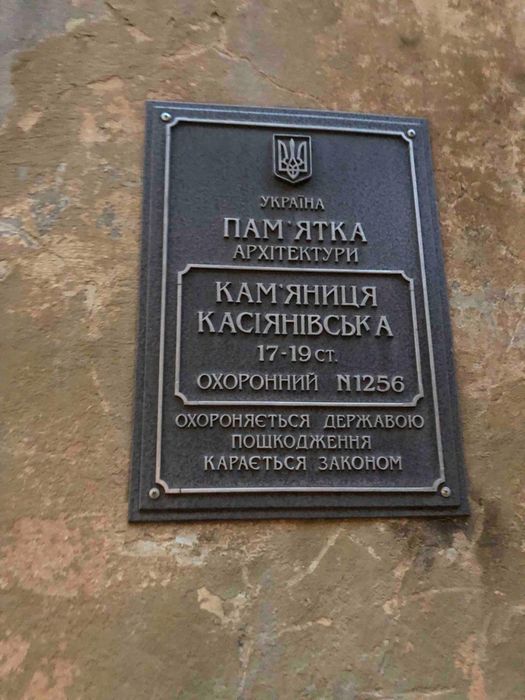 УКРАЇНА
ПАМ`ЯТКА
АРХІТЕКТУРИ
КАМ'ЯНИЦЯ
КАСІЯНІВСЬКА
17-19 СТ.
ОХОРОННИЙ N1256
ОХОРОНЯЄТЬСЯ ДЕРЖАВОЮ
ПОШКОДЖЕННЯ
КАРАЄТЬСЯ ЗАКОНОМ